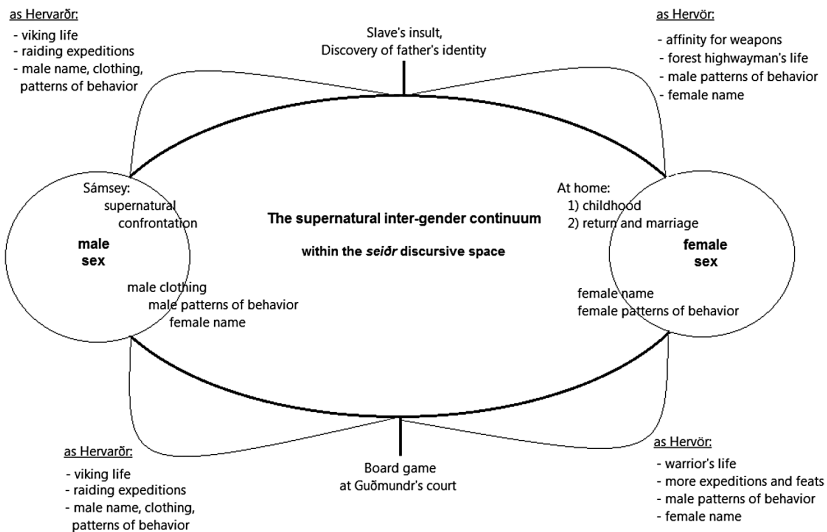 as Hervarðr:
- viking life
- raiding expeditions
- male name, clothing,
patterns of behavior
Slave's insult,
Discovery of father's identity
as Hervör:
- affinity for weapons
- forest highwayman's life
- male patterns of behavior
- female name
Sámsey:
supernatural
confrontation
male
sex
male clothing
male patterns of behavior
female name
The supernatural inter-gender continuum
within the seiðr discursive space
At home:
1) childhood
2) return and marriage
female
sex
female name
female patterns of behavior
as Hervarðr:
- viking life
- raiding expeditions
- male name, clothing,
patterns of behavior
Board game
at Guðmundr's court
as Hervör:
- warrior's life
- more expeditions and feats
- male patterns of behavior
- female name